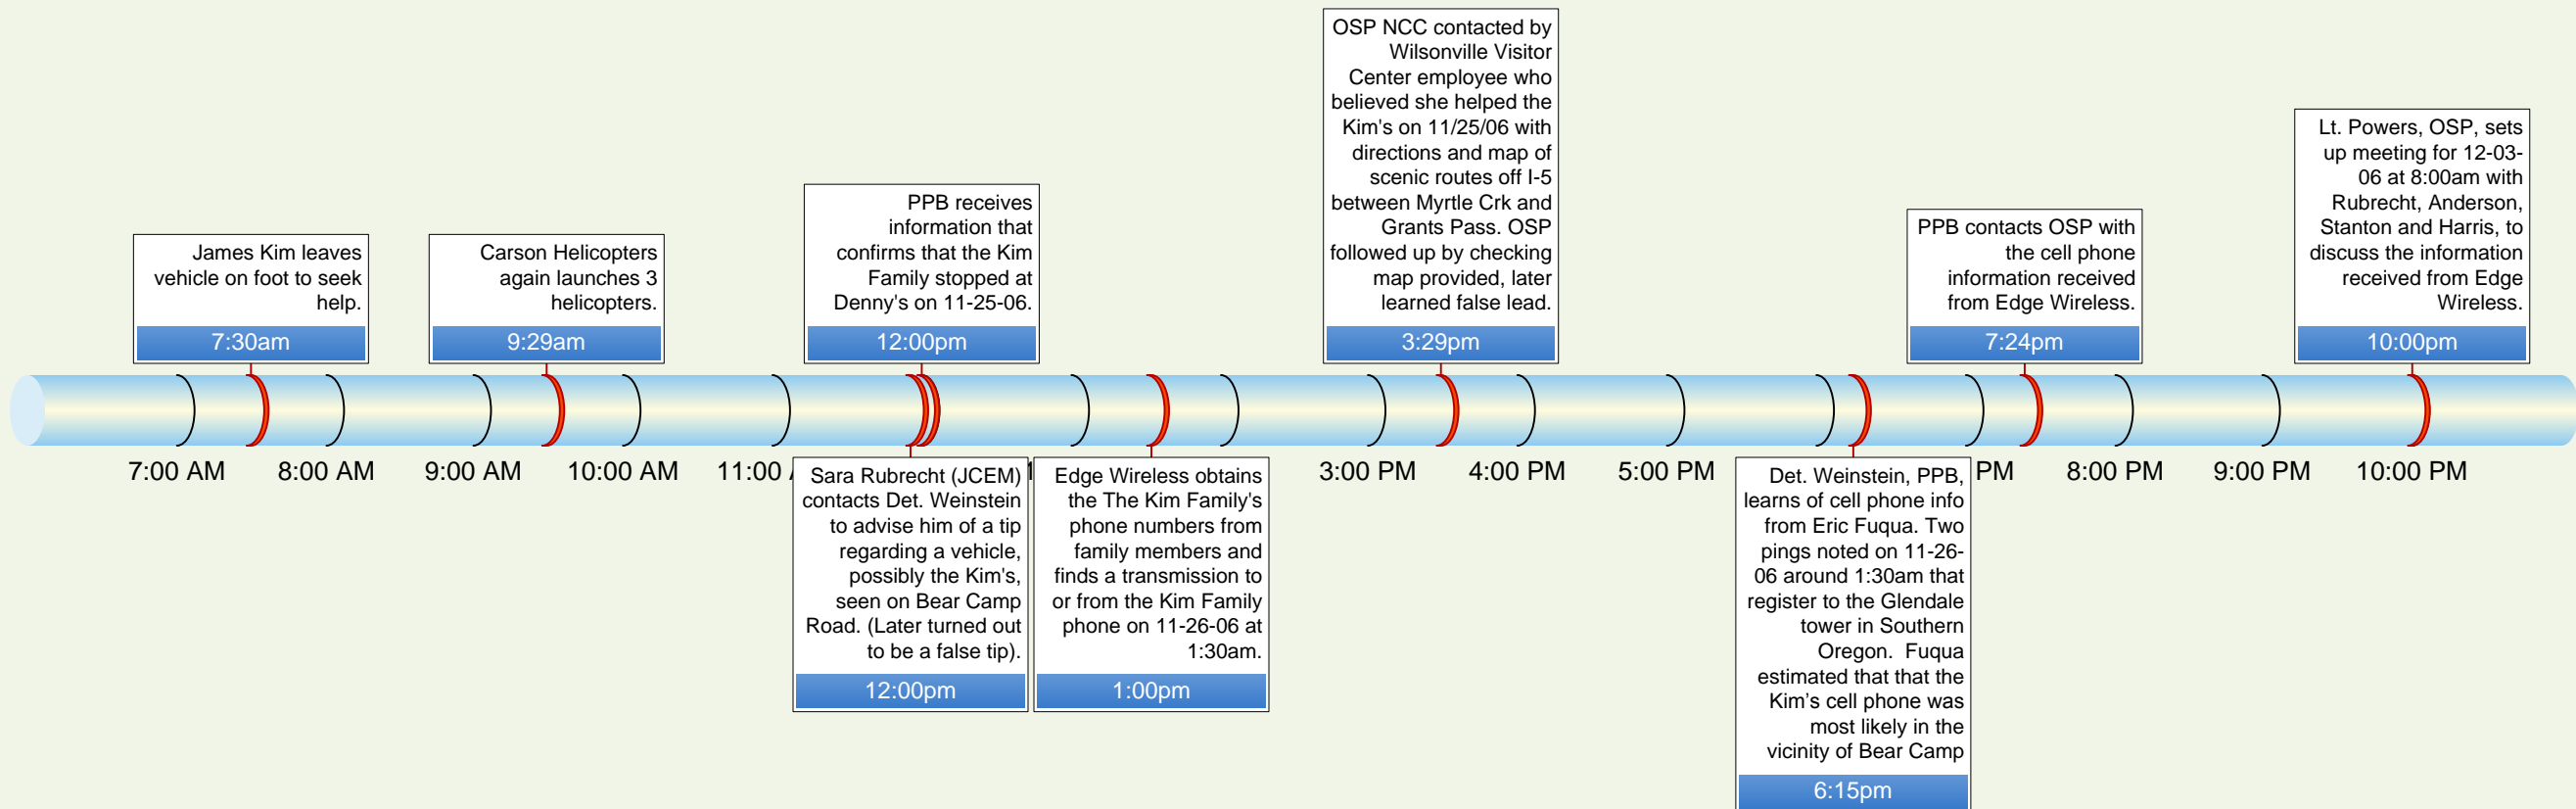 James Kim leaves
vehicle on foot to seek
help.
7:30am
Carson Helicopters
again launches 3
helicopters.
9:29am
PPB receives
information that
confirms that the Kim
Family stopped at
Denny's on 11-25-06.
12:00pm
OSP NCC contacted by
Wilsonville Visitor
Center employee who
believed she helped the
Kim's on 11/25/06 with
directions and map of
scenic routes off I-5
between Myrtle Crk and
Grants Pass. OSP
followed up by checking
map provided, later
learned false lead.
3:29pm
PPB contacts OSP with
the cell phone
information received
from Edge Wireless.
7:24pm
Lt. Powers, OSP, sets
up meeting for 12-03-
06 at 8:00am with
Rubrecht, Anderson,
Stanton and Harris, to
discuss the information
received from Edge
Wireless.
10:00pm
7:00 AM 8:00 AM 9:00 AM 10:00 AM 11:00 3:00 PM 4:00 PM 5:00 PM PM 8:00 PM 9:00 PM 10:00 PM
Sara Rubrecht (JCEM)
contacts Det. Weinstein
to advise him of a tip
regarding a vehicle,
possibly the Kim's,
seen on Bear Camp
Road. (Later turned out
to be a false tip).
12:00pm
Edge Wireless obtains
the The Kim Family's
phone numbers from
family members and
finds a transmission to
or from the Kim Family
phone on 11-26-06 at
1:30am.
1:00pm
Det. Weinstein, PPB,
learns of cell phone info
from Eric Fuqua. Two
pings noted on 11-26-
06 around 1:30am that
register to the Glendale
tower in Southern
Oregon.  Fuqua
estimated that that the
Kim's cell phone was
most likely in the
vicinity of Bear Camp
6:15pm